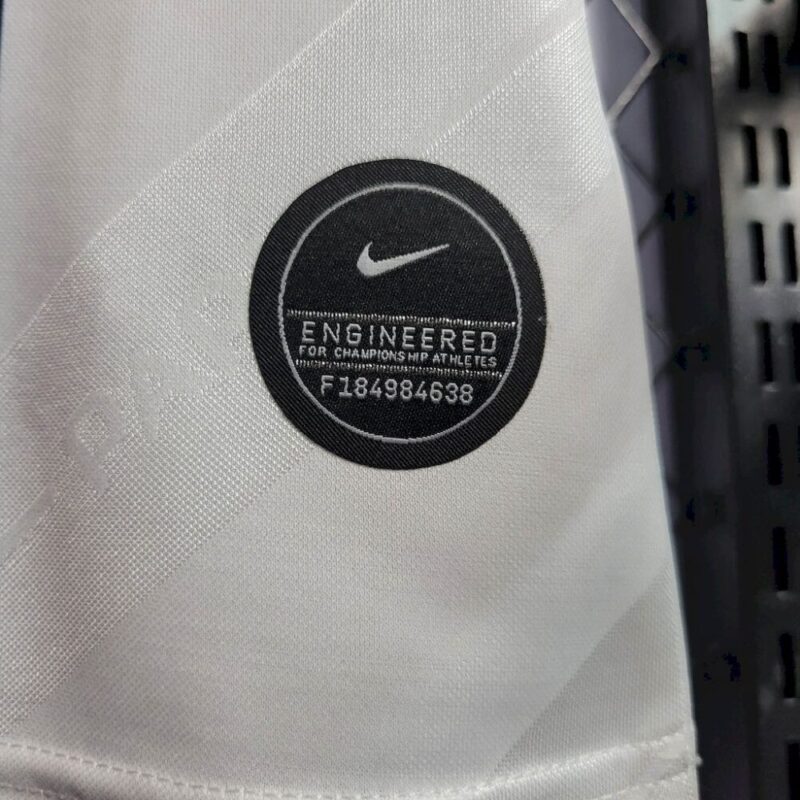 ENGINEERED
FOR CHAMPIONSHIP ATHLETES
F184984638